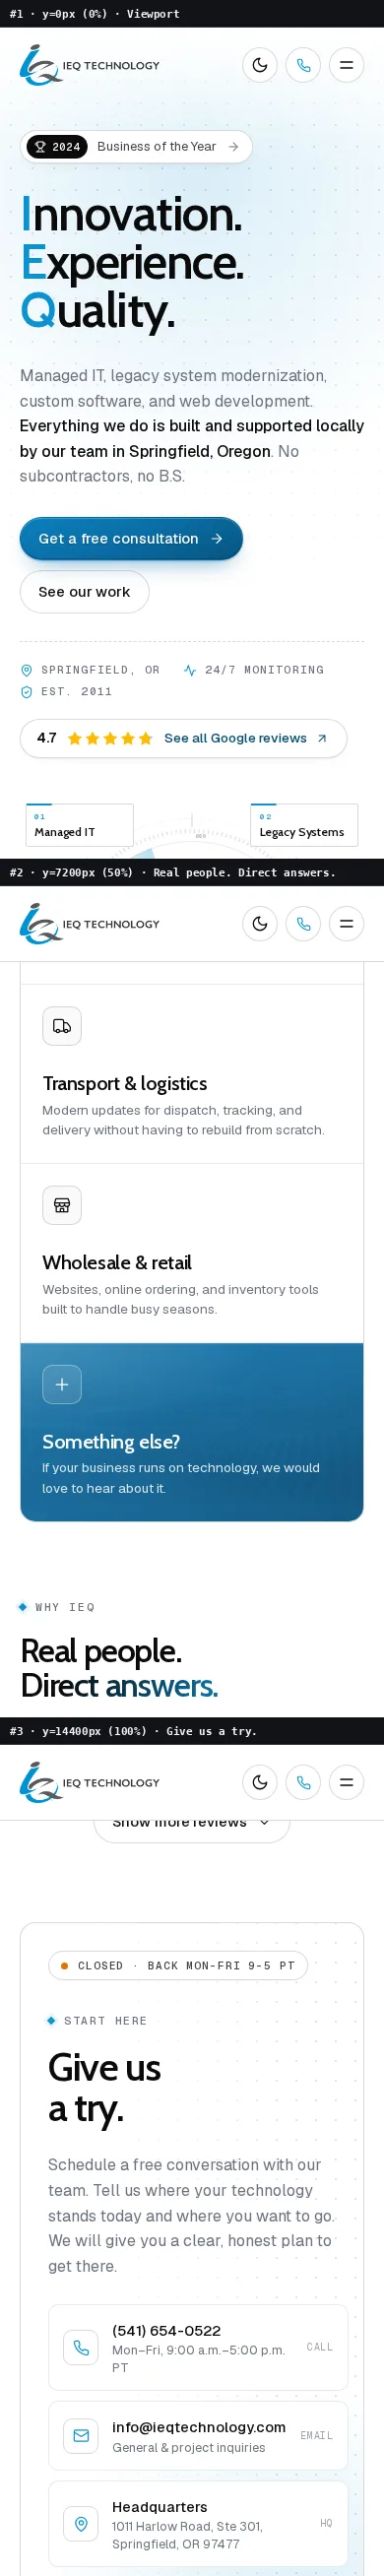 #1 · y=0px (0%) · Viewport
IEQ TECHNOLOGY
2024 Business of the Year
Innovation.
Experience.
Quality.
Managed IT, legacy system modernization,
custom software, and web development.
Everything we do is built and supported locally
by our team in Springfield, Oregon. No
subcontractors, no B.S.
Get a free consultation
See our work
SPRINGFIELD, OR 24/7 MONITORING
EST. 2011
4.7 See all Google reviews
01
Managed IT
02
Legacy Systems
#2 · y=7200px (50%) · Real people. Direct answers.
IEQ TECHNOLOGY
Transport & logistics
Modern updates for dispatch, tracking, and
delivery without having to rebuild from scratch.
Wholesale & retail
Websites, online ordering, and inventory tools
built to handle busy seasons.
Something else?
If your business runs on technology, we would
love to hear about it.
WHY IEQ
Real people.
Direct answers.
#3 · y=14400px (100%) · Give us a try.
IEQ TECHNOLOGY
Show more reviews
CLOSED · BACK MON-FRI 9-5 PT
START HERE
Give us
a try.
Schedule a free conversation with our
team. Tell us where your technology
stands today and where you want to go.
We will give you a clear, honest plan to
get there.
(541) 654-0022
Mon–Fri, 9:00 a.m.–5:00 p.m.
PT
CALL
info@ieqtechnology.com
General & project inquiries
EMAIL
Headquarters
1011 Harlow Road, Ste 301,
Springfield, OR 97477
HQ